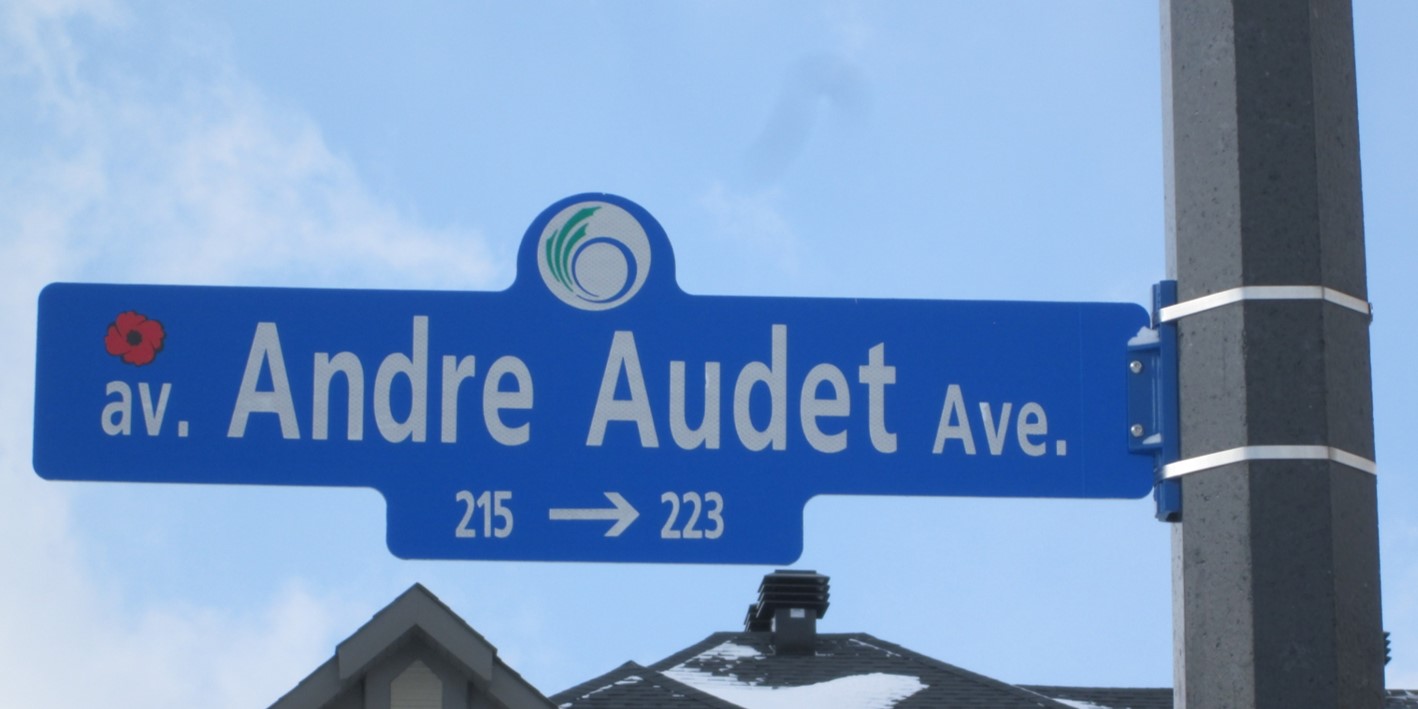 av. Andre Audet Ave.
215 → 223